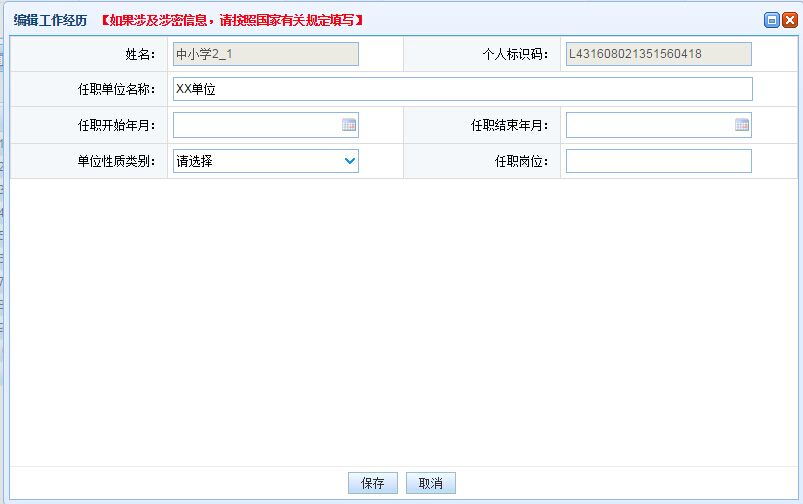 编辑工作经历 【如果涉及涉密信息，请按照国家有关规定填写】
姓名： 中小学2_1 个人标识码： L431608021351560418
任职单位名称： XX单位
任职开始年月： 任职结束年月：
单位性质类别： 请选择 任职岗位：
保存 取消